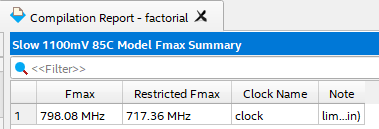 Compilation Report - factorial
Slow 1100mV 85C Model Fmax Summary
<<Filter>>
Fmax Restricted Fmax Clock Name Note
1 798.08 MHz 717.36 MHz clock lim...in)